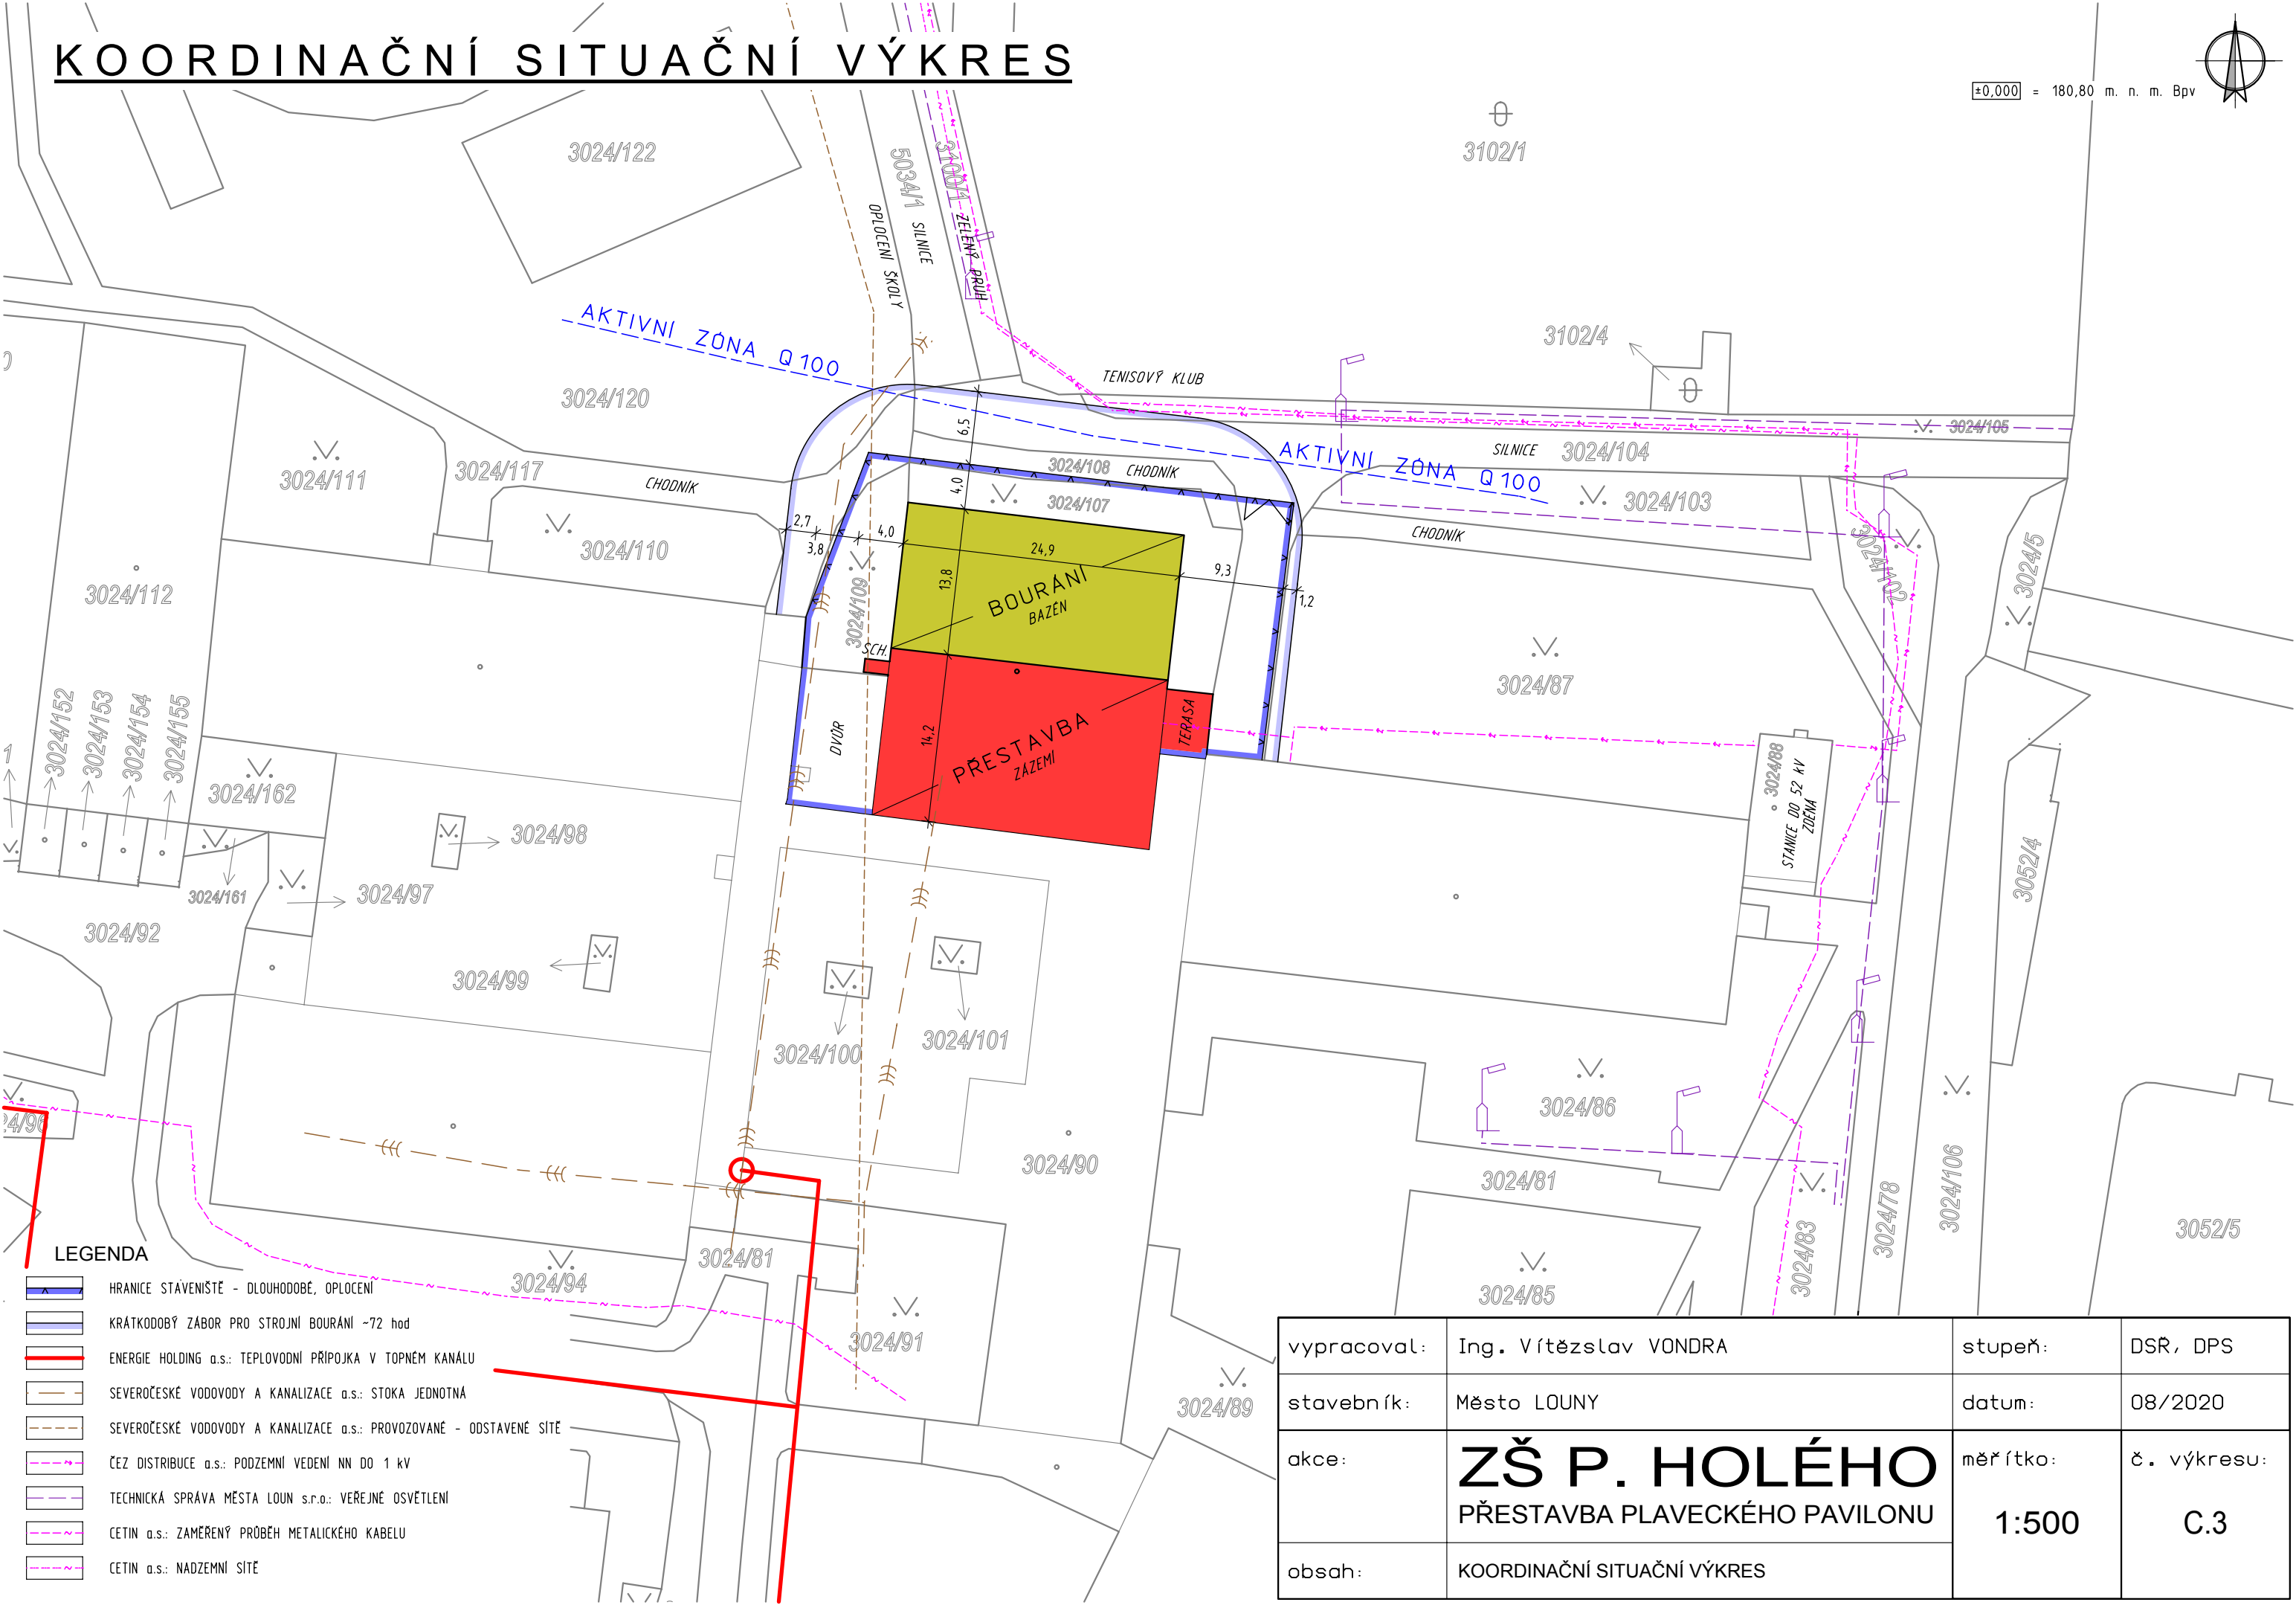 KOORDINAČNÍ SITUAČNÍ VÝKRES
±0,000 = 180,80 m. n. m. Bpv
3024/122
5034/1
SILNICE
3100/1
ZELENÝ PRUH
OPLOCENÍ ŠKOLY
3102/1
3102/4
AKTIVNÍ ZÓNA Q100
TENISOVÝ KLUB
3024/120
3024/105
SILNICE
3024/104
AKTIVNÍ ZÓNA Q100
3024/111
3024/117
CHODNÍK
3024/108
CHODNÍK
3024/107
3024/103
CHODNÍK
3024/110
3024/102
3024/5
6,5
4,0
2,7
3,8
4,0
24,9
9,3
1,2
13,8
BOURÁNÍ
BAZÉN
3024/109
3024/112
SCH.
3024/87
14,2
PŘESTAVBA
ZÁZEMÍ
TERASA
DVŮR
3024/152
3024/153
3024/154
3024/155
1
3024/162
3024/88
STANICE DO 52 kV
ZDĚNÁ
3024/98
3024/161
3024/97
3052/4
3024/92
3024/99
3024/100
3024/101
3024/86
3024/90
3024/81
3024/106
3024/78
3024/83
3052/5
3024/81
3024/94
3024/85
3024/91
3024/89
LEGENDA
HRANICE STAVENIŠTĚ - DLOUHODOBÉ, OPLOCENÍ
KRÁTKODOBÝ ZÁBOR PRO STROJNÍ BOURÁNÍ ~72 hod
ENERGIE HOLDING a.s.: TEPLOVODNÍ PŘÍPOJKA V TOPNÉM KANÁLU
SEVEROČESKÉ VODOVODY A KANALIZACE a.s.: STOKA JEDNOTNÁ
SEVEROČESKÉ VODOVODY A KANALIZACE a.s.: PROVOZOVANÉ - ODSTAVENÉ SÍTĚ
ČEZ DISTRIBUCE a.s.: PODZEMNÍ VEDENÍ NN DO 1 kV
TECHNICKÁ SPRÁVA MĚSTA LOUN s.r.o.: VEŘEJNÉ OSVĚTLENÍ
CETIN a.s.: ZAMĚŘENÝ PRŮBĚH METALICKÉHO KABELU
CETIN a.s.: NADZEMNÍ SÍTĚ
vypracoval: Ing. Vítězslav VONDRA
stupeň: DSŘ, DPS
stavebník: Město LOUNY
datum: 08/2020
akce: ZŠ P. HOLÉHO
PŘESTAVBA PLAVECKÉHO PAVILONU
měřítko: 1:500
č. výkresu: C.3
obsah: KOORDINAČNÍ SITUAČNÍ VÝKRES